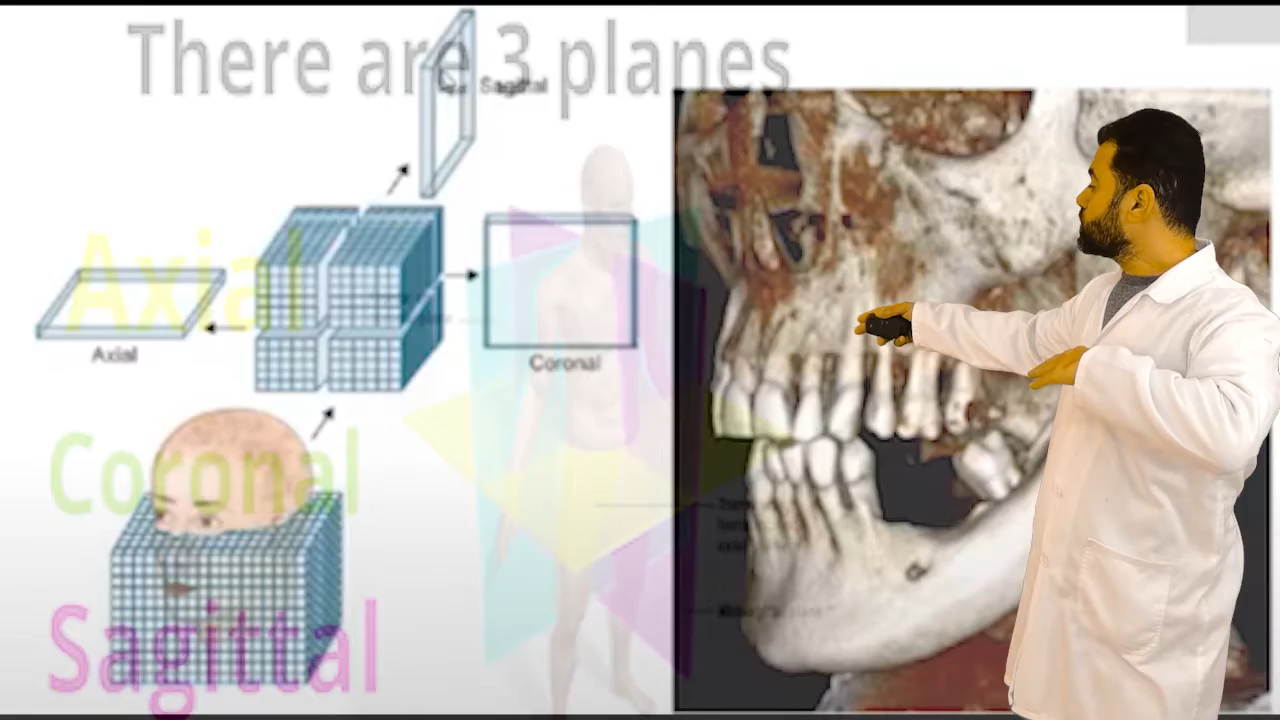 There are 3 planes
Sagittal
Axial
Axial
Coronal
Coronal
Sagittal